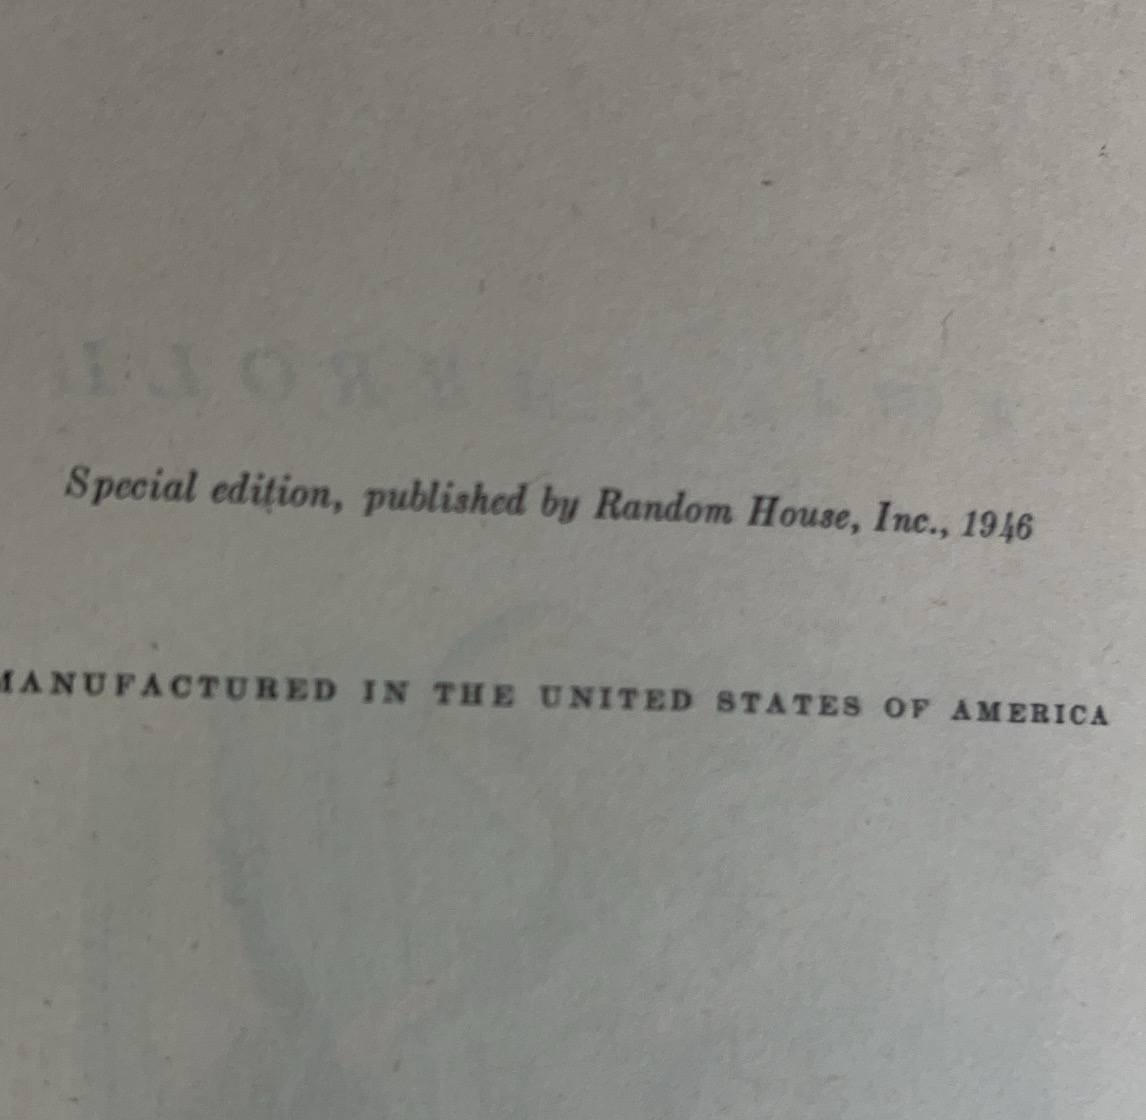 Special edition, published by Random House, Inc., 1946
MANUFACTURED IN THE UNITED STATES OF AMERICA